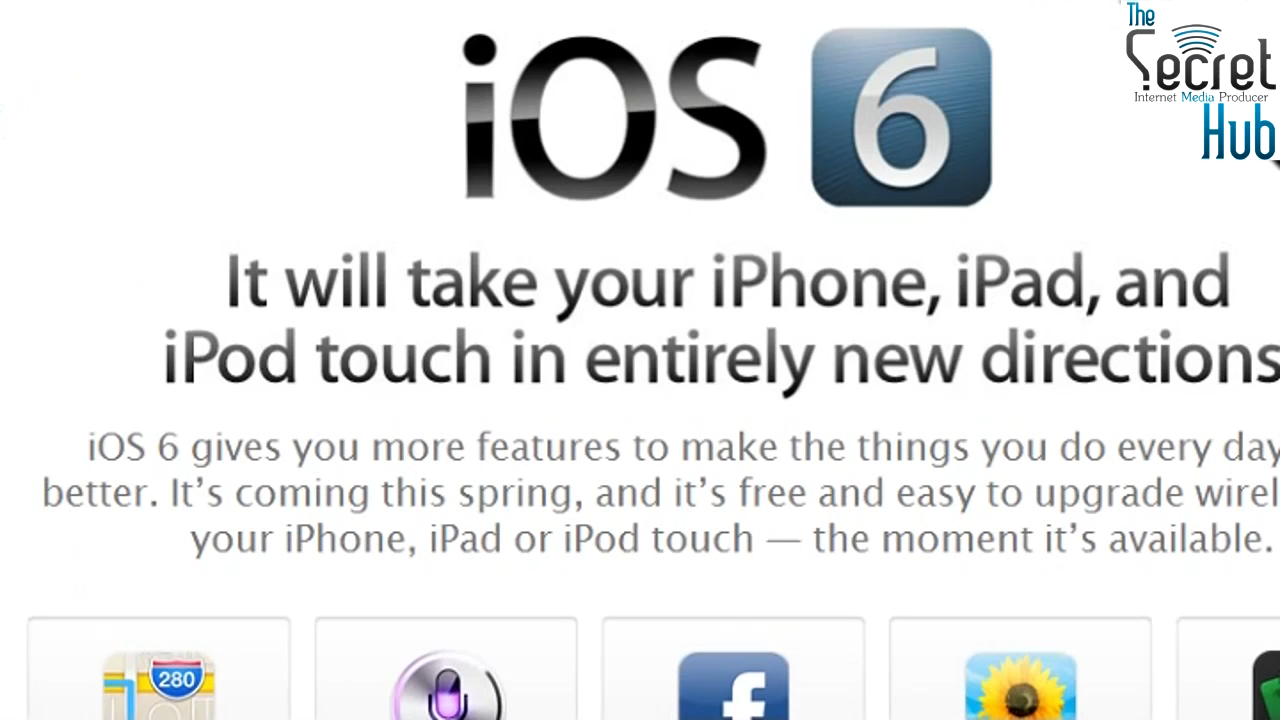 The
Secret
Internet Media Producer
Hub
iOS 6
It will take your iPhone, iPad, and
iPod touch in entirely new directions
iOS 6 gives you more features to make the things you do every day
better. It’s coming this spring, and it’s free and easy to upgrade
your iPhone, iPad or iPod touch — the moment it’s available.
280